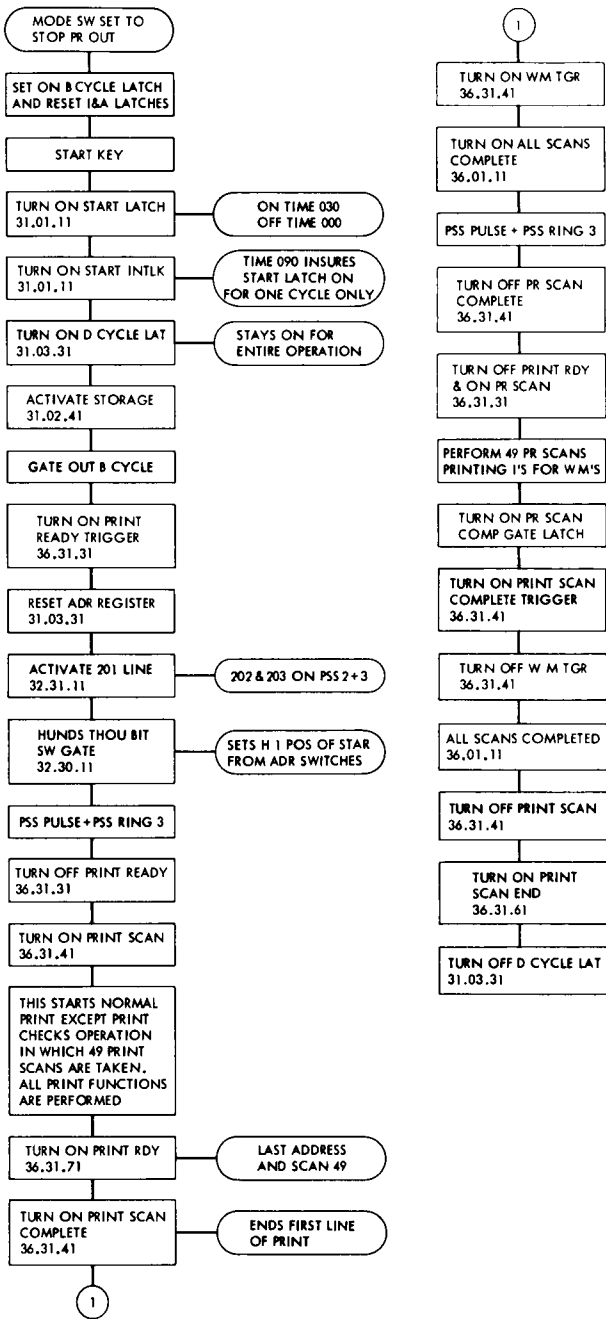 MODE SW SET TO
STOP PR OUT
SET ON B CYCLE LATCH
AND RESET I&A LATCHES
START KEY
TURN ON START LATCH
31.01.11
ON TIME 030
OFF TIME 000
TURN ON START INTLK
31.01.11
TIME 090 INSURES
START LATCH ON
FOR ONE CYCLE ONLY
TURN ON D CYCLE LAT
31.03.31
STAYS ON FOR
ENTIRE OPERATION
ACTIVATE STORAGE
31.02.41
GATE OUT B CYCLE
TURN ON PRINT
READY TRIGGER
36.31.31
RESET ADR REGISTER
31.03.31
ACTIVATE 201 LINE
32.31.11
202 & 203 ON PSS 2+3
HUNDS THOU BIT
SW GATE
32.30.11
SETS H 1 POS OF STAR
FROM ADR SWITCHES
PSS PULSE+PSS RING 3
TURN OFF PRINT READY
36.31.31
TURN ON PRINT SCAN
36.31.41
THIS STARTS NORMAL
PRINT EXCEPT PRINT
CHECKS OPERATION
IN WHICH 49 PRINT
SCANS ARE TAKEN.
ALL PRINT FUNCTIONS
ARE PERFORMED
TURN ON PRINT RDY
36.31.71
LAST ADDRESS
AND SCAN 49
TURN ON PRINT SCAN
COMPLETE
36.31.41
ENDS FIRST LINE
OF PRINT
1
1
TURN ON WM TGR
36.31.41
TURN ON ALL SCANS
COMPLETE
36.01.11
PSS PULSE + PSS RING 3
TURN OFF PR SCAN
COMPLETE
36.31.41
TURN OFF PRINT RDY
& ON PR SCAN
36.31.31
PERFORM 49 PR SCANS
PRINTING 1'S FOR WM'S
TURN ON PR SCAN
COMP GATE LATCH
TURN ON PRINT SCAN
COMPLETE TRIGGER
36.31.41
TURN OFF W M TGR
36.31.41
ALL SCANS COMPLETED
36.01.11
TURN OFF PRINT SCAN
36.31.41
TURN ON PRINT
SCAN END
36.31.61
TURN OFF D CYCLE LAT
31.03.31